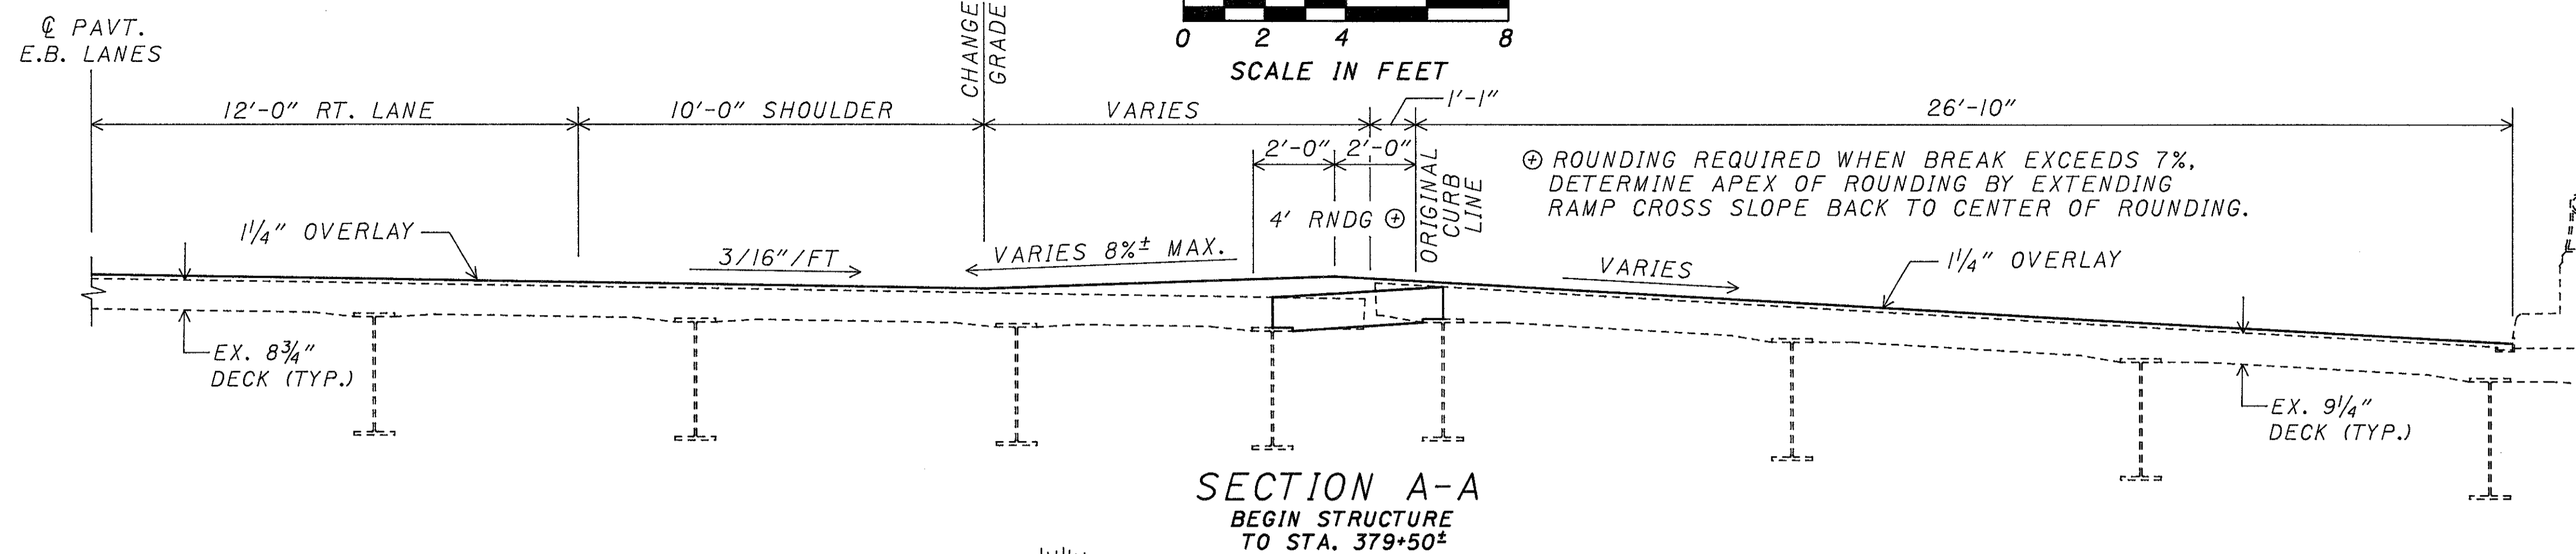 ℄ PAVT.
E.B. LANES
CHANGE
GRADE
0 2 4 8
SCALE IN FEET
12'-0" RT. LANE
10'-0" SHOULDER
VARIES
1'-1"
26'-10"
2'-0" 2'-0"
4' RNDG ⊕
ORIGINAL
CURB
LINE
⊕ ROUNDING REQUIRED WHEN BREAK EXCEEDS 7%,
DETERMINE APEX OF ROUNDING BY EXTENDING
RAMP CROSS SLOPE BACK TO CENTER OF ROUNDING.
1¼" OVERLAY
3/16"/FT
VARIES 8%± MAX.
VARIES
1¼" OVERLAY
EX. 8¾"
DECK (TYP.)
EX. 9¼"
DECK (TYP.)
SECTION A-A
BEGIN STRUCTURE
TO STA. 379+50±